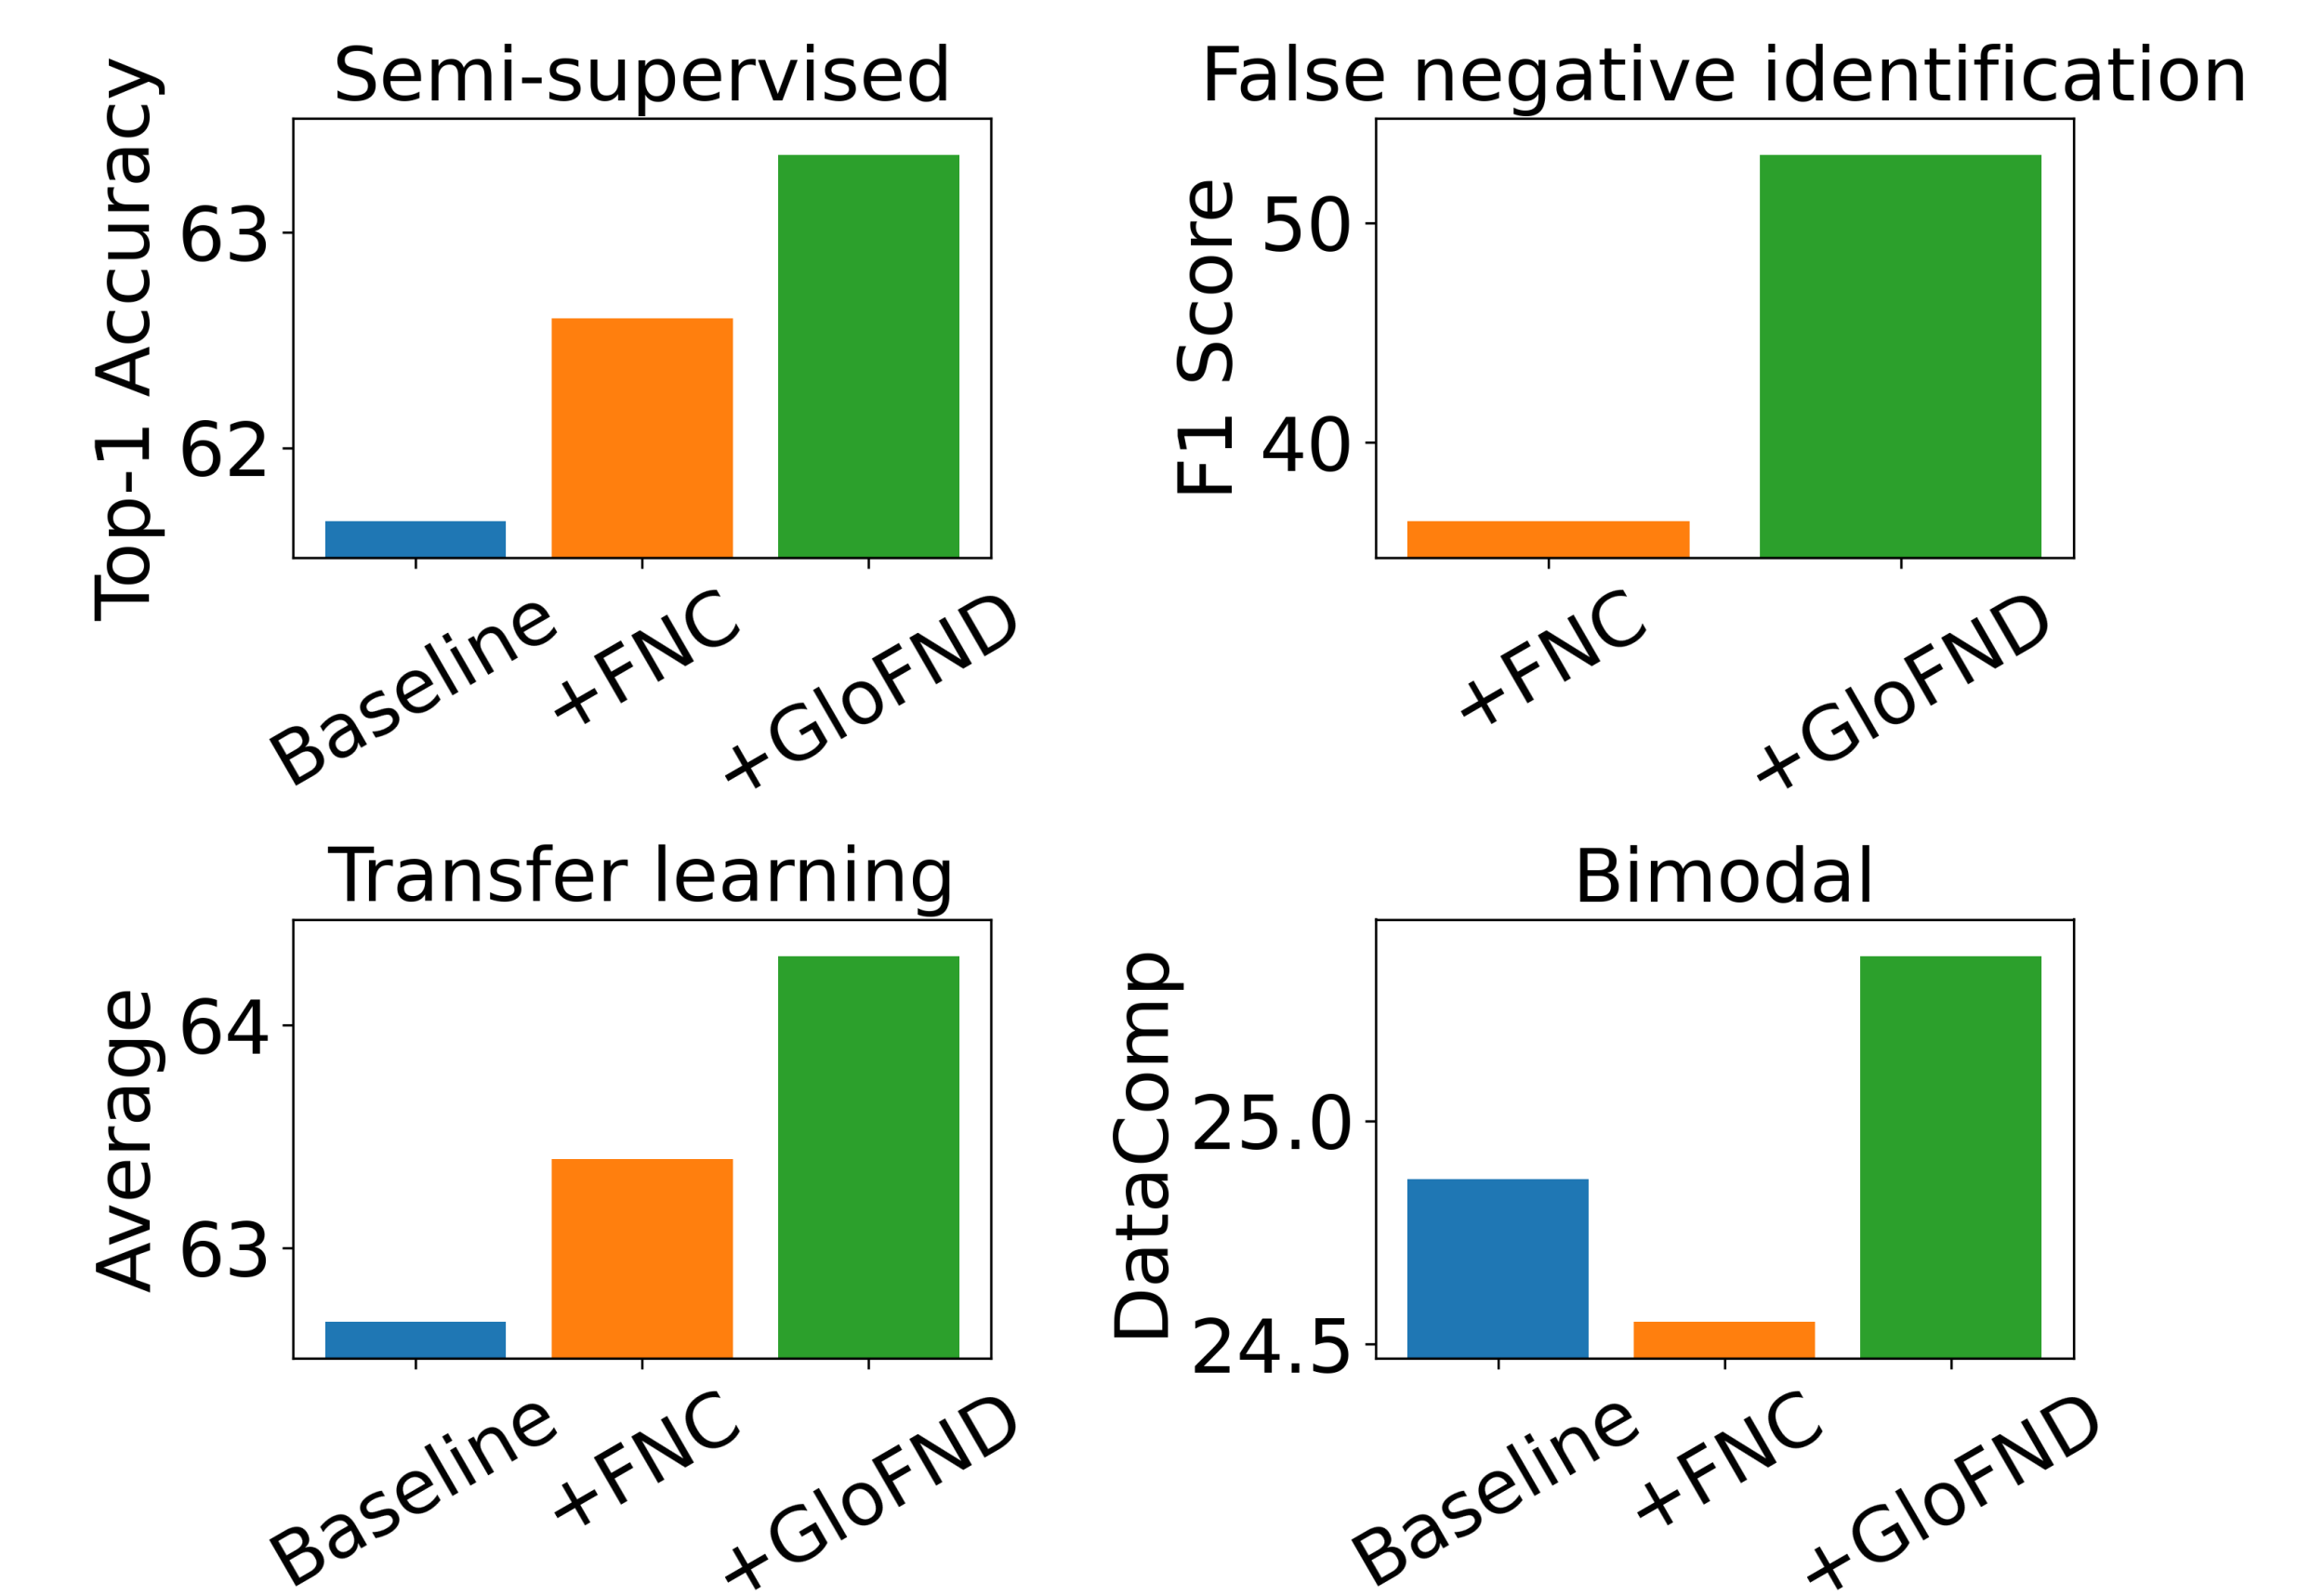 Semi-supervised
Top-1 Accuracy
63
62
Baseline
+FNC
+GloFND
False negative identification
F1 Score
50
40
+FNC
+GloFND
Transfer learning
Average
64
63
Baseline
+FNC
+GloFND
Bimodal
DataComp
25.0
24.5
Baseline
+FNC
+GloFND